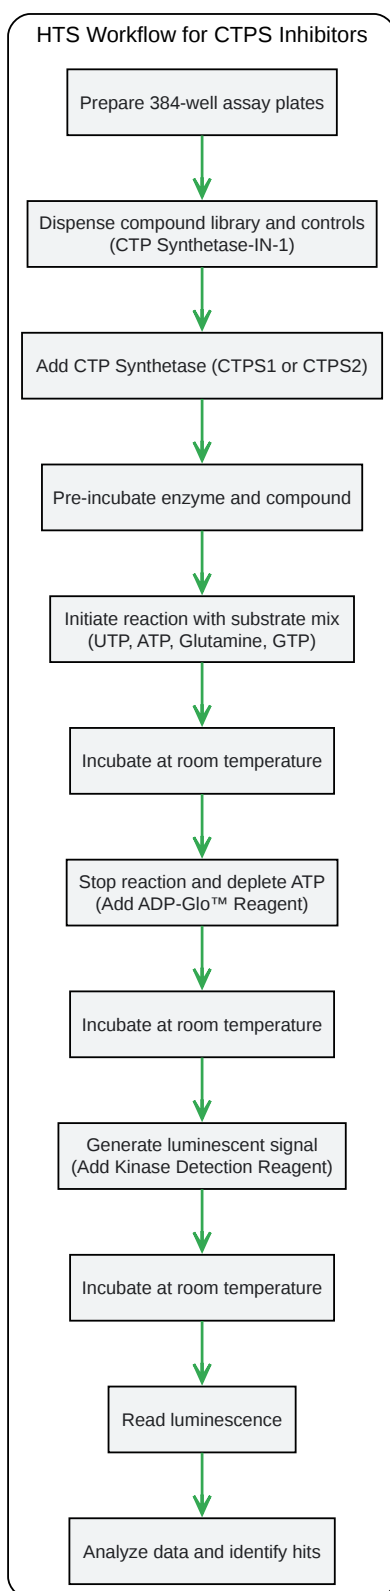 HTS Workflow for CTPS Inhibitors
Prepare 384-well assay plates
Dispense compound library and controls
(CTP Synthetase-IN-1)
Add CTP Synthetase (CTPS1 or CTPS2)
Pre-incubate enzyme and compound
Initiate reaction with substrate mix
(UTP, ATP, Glutamine, GTP)
Incubate at room temperature
Stop reaction and deplete ATP
(Add ADP-Glo™ Reagent)
Incubate at room temperature
Generate luminescent signal
(Add Kinase Detection Reagent)
Incubate at room temperature
Read luminescence
Analyze data and identify hits